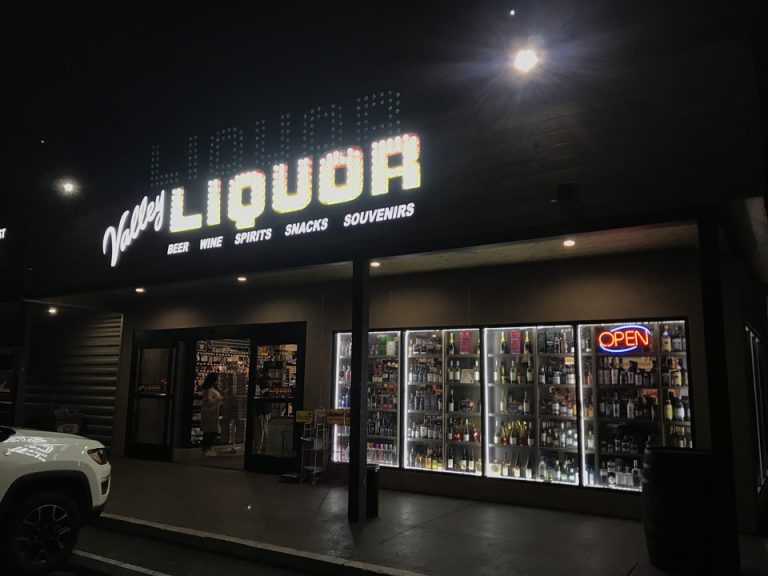 Valley LIQUOR
BEER WINE SPIRITS SNACKS SOUVENIRS
OPEN